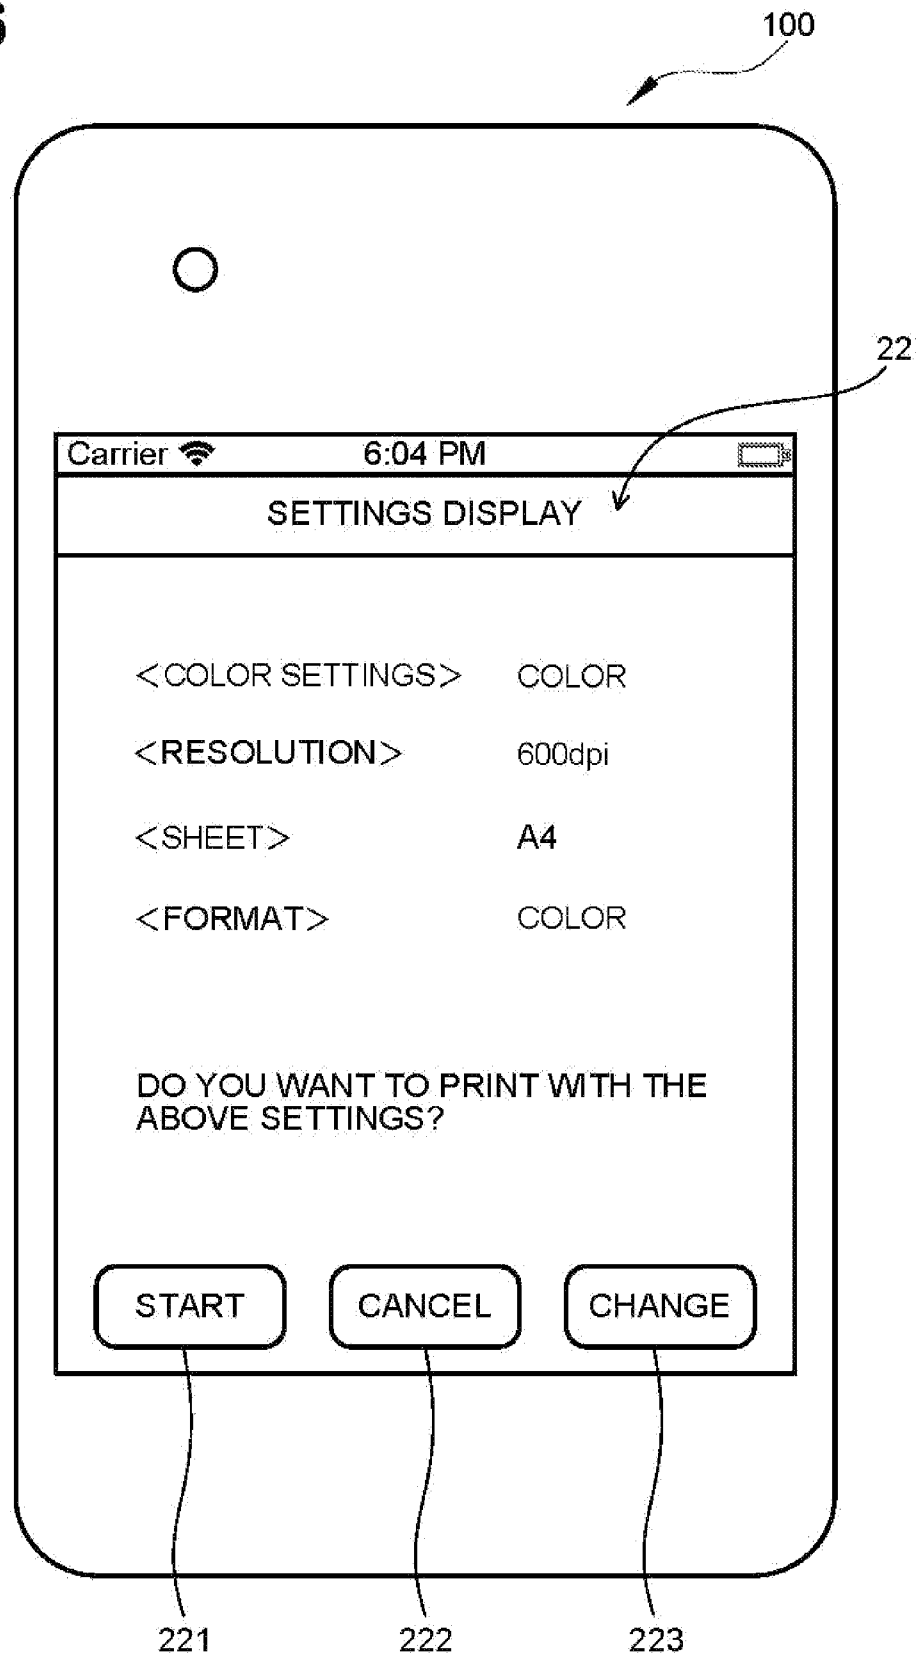 100
22
Carrier 6:04 PM
SETTINGS DISPLAY
<COLOR SETTINGS> COLOR
<RESOLUTION> 600dpi
<SHEET> A4
<FORMAT> COLOR
DO YOU WANT TO PRINT WITH THE
ABOVE SETTINGS?
START CANCEL CHANGE
221 222 223